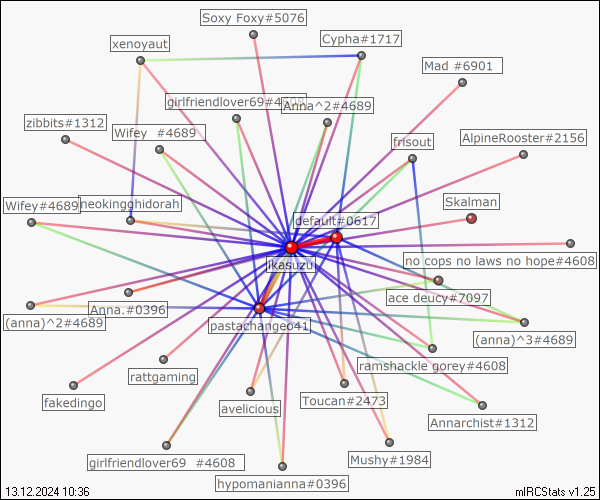 Soxy Foxy#5076
xenoyaut
Cypha#1717
Mad #6901
girlfriendlover69#4608
Anna^2#4689
zibbits#1312
Wifey #4689
frisout
AlpineRooster#2156
Wifey#4689
neokingghidorah
Skalman
default#0617
ikasuzu
no cops no laws no hope#4608
ace deucy#7097
Anna.#0396
(anna)^2#4689
pastachangeo41
(anna)^3#4689
ramshackle gorey#4608
rattgaming
fakedingo
avelicious
Toucan#2473
Annarchist#1312
girlfriendlover69 #4608
Mushy#1984
hypomanianna#0396
13.12.2024 10:36
mIRCStats v1.25